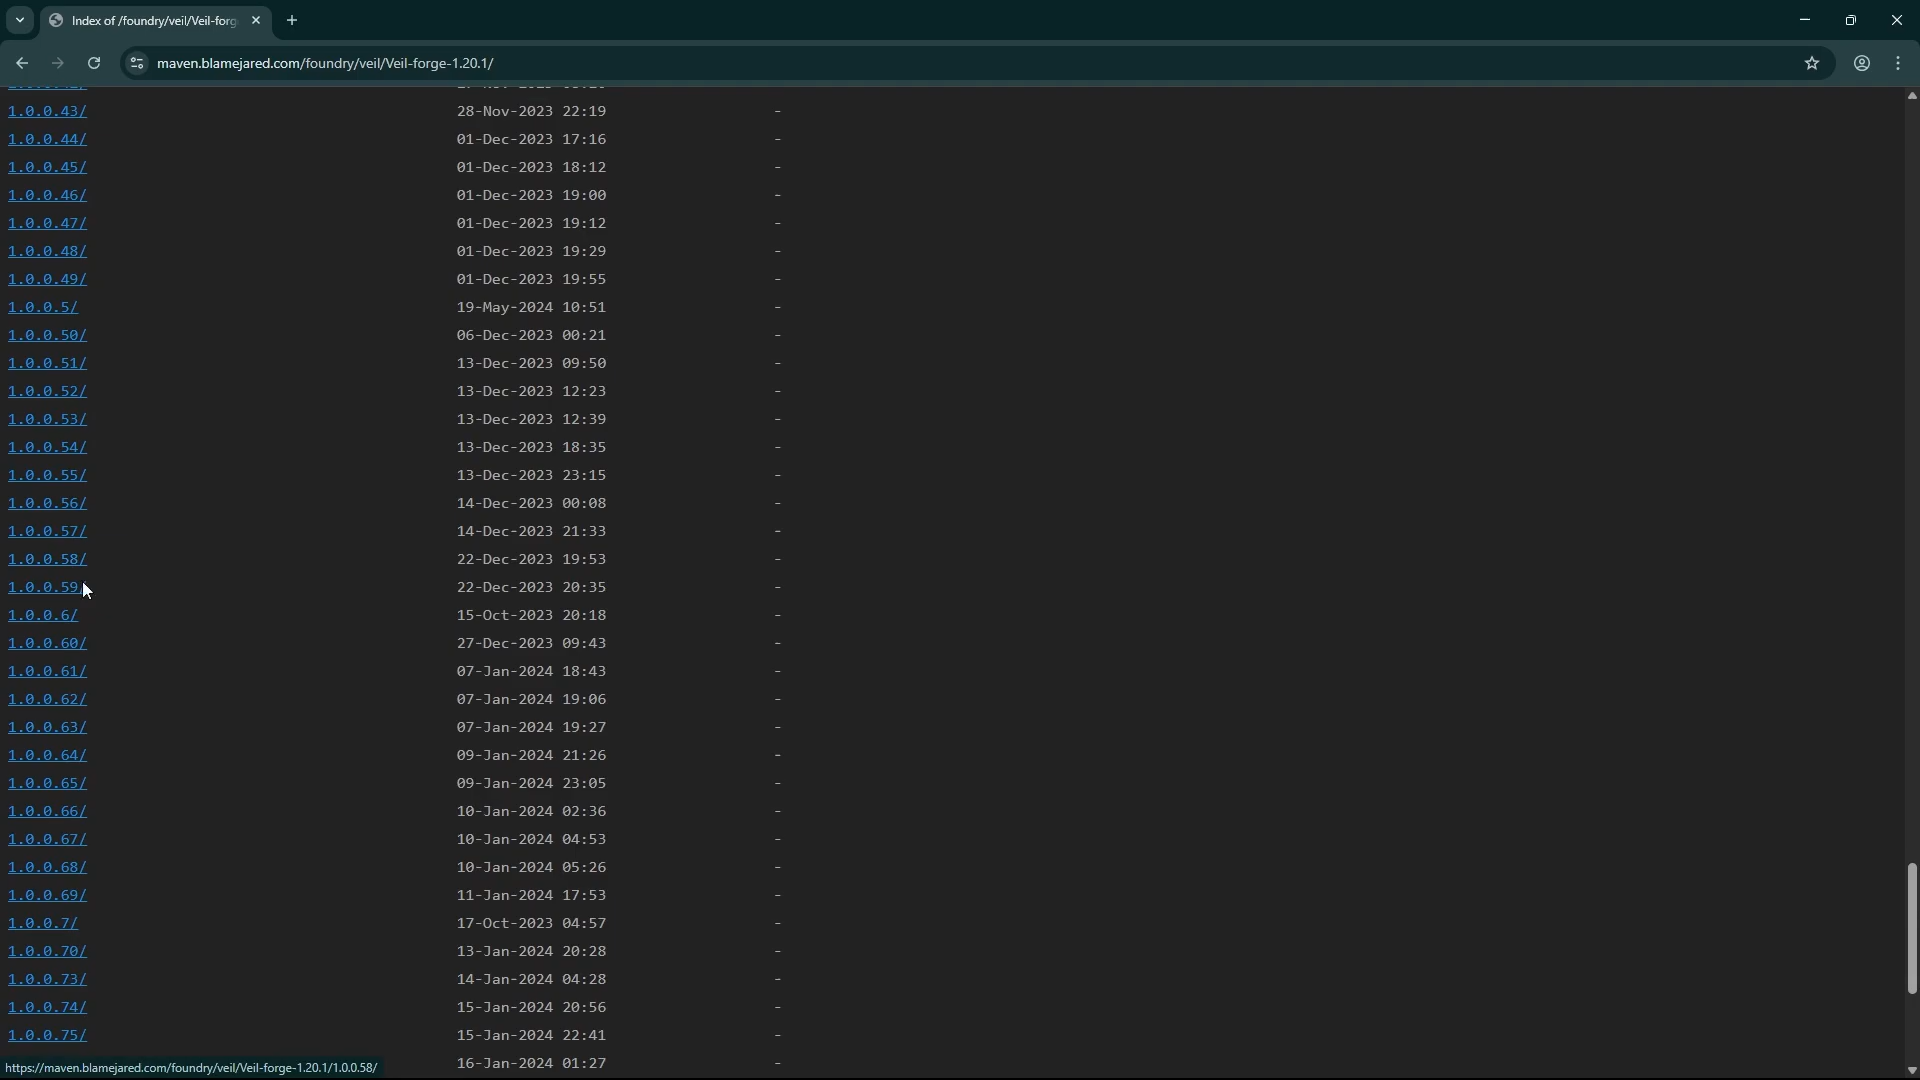 Index of /foundry/veil/Veil-forg
maven.blamejared.com/foundry/veil/Veil-forge-1.20.1/
1.0.0.43/ 28-Nov-2023 22:19 -
1.0.0.44/ 01-Dec-2023 17:16 -
1.0.0.45/ 01-Dec-2023 18:12 -
1.0.0.46/ 01-Dec-2023 19:00 -
1.0.0.47/ 01-Dec-2023 19:12 -
1.0.0.48/ 01-Dec-2023 19:29 -
1.0.0.49/ 01-Dec-2023 19:55 -
1.0.0.5/ 19-May-2024 10:51 -
1.0.0.50/ 06-Dec-2023 00:21 -
1.0.0.51/ 13-Dec-2023 09:50 -
1.0.0.52/ 13-Dec-2023 12:23 -
1.0.0.53/ 13-Dec-2023 12:39 -
1.0.0.54/ 13-Dec-2023 18:35 -
1.0.0.55/ 13-Dec-2023 23:15 -
1.0.0.56/ 14-Dec-2023 00:08 -
1.0.0.57/ 14-Dec-2023 21:33 -
1.0.0.58/ 22-Dec-2023 19:53 -
1.0.0.59/ 22-Dec-2023 20:35 -
1.0.0.6/ 15-Oct-2023 20:18 -
1.0.0.60/ 27-Dec-2023 09:43 -
1.0.0.61/ 07-Jan-2024 18:43 -
1.0.0.62/ 07-Jan-2024 19:06 -
1.0.0.63/ 07-Jan-2024 19:27 -
1.0.0.64/ 09-Jan-2024 21:26 -
1.0.0.65/ 09-Jan-2024 23:05 -
1.0.0.66/ 10-Jan-2024 02:36 -
1.0.0.67/ 10-Jan-2024 04:53 -
1.0.0.68/ 10-Jan-2024 05:26 -
1.0.0.69/ 11-Jan-2024 17:53 -
1.0.0.7/ 17-Oct-2023 04:57 -
1.0.0.70/ 13-Jan-2024 20:28 -
1.0.0.73/ 14-Jan-2024 04:28 -
1.0.0.74/ 15-Jan-2024 20:56 -
1.0.0.75/ 15-Jan-2024 22:41 -
16-Jan-2024 01:27 -
https://maven.blamejared.com/foundry/veil/Veil-forge-1.20.1/1.0.0.58/